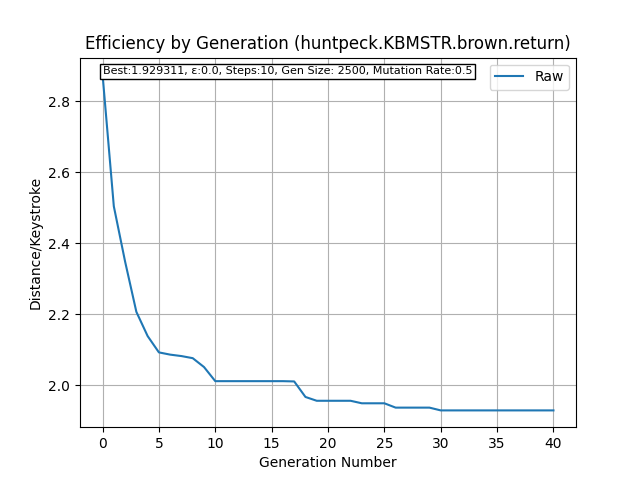 Efficiency by Generation (huntpeck.KBMSTR.brown.return)
Best:1.929311, ε:0.0, Steps:10, Gen Size: 2500, Mutation Rate:0.5
Raw
Distance/Keystroke
2.8
2.6
2.4
2.2
2.0
0 5 10 15 20 25 30 35 40
Generation Number